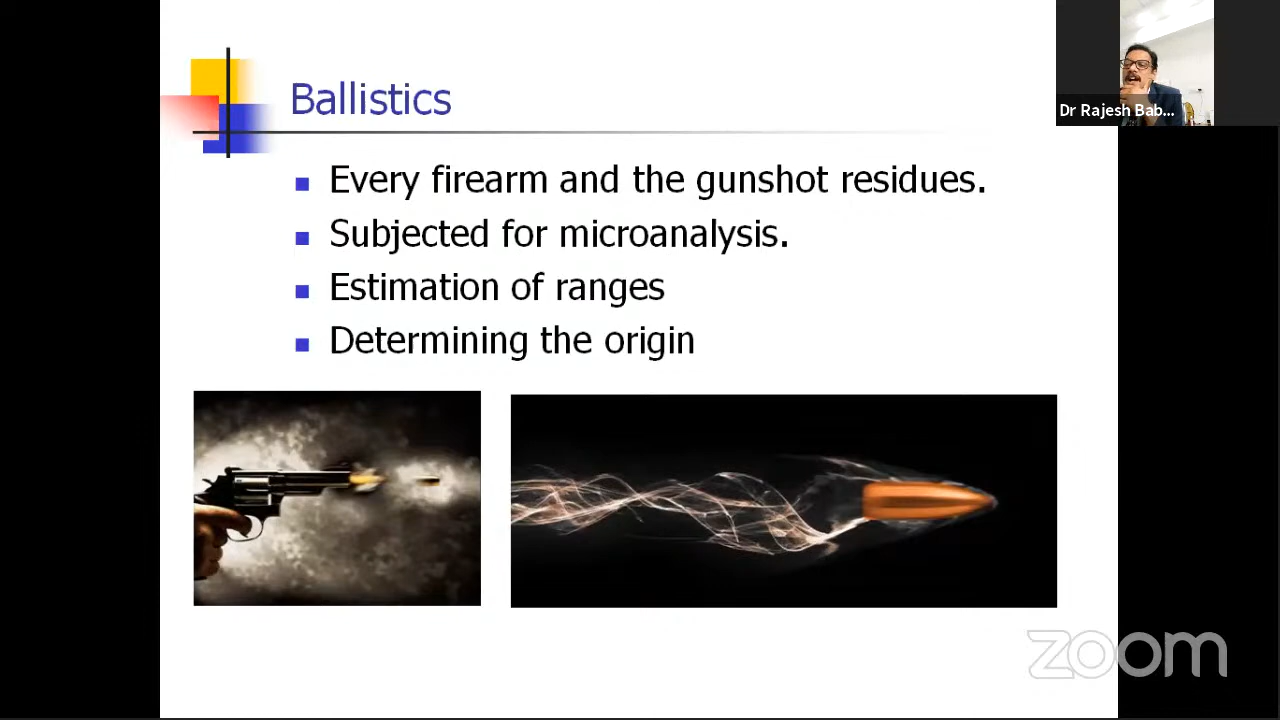 Ballistics
Every firearm and the gunshot residues.
Subjected for microanalysis.
Estimation of ranges
Determining the origin
Dr Rajesh Bab...
zoom